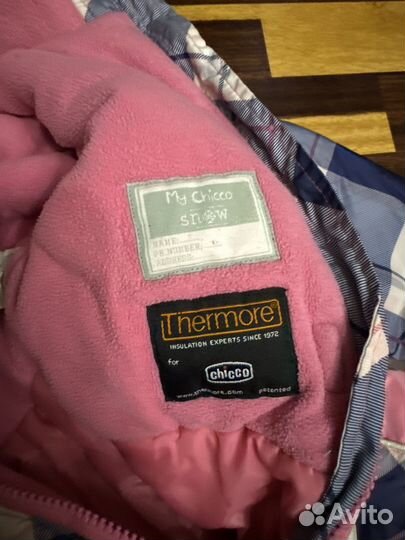 My Chicco
snow
NAME:
PH.NUMBER:
ADDRESS:
Thermore®
INSULATION EXPERTS SINCE 1972
for
chicco
www.thermore.com patented
Avito